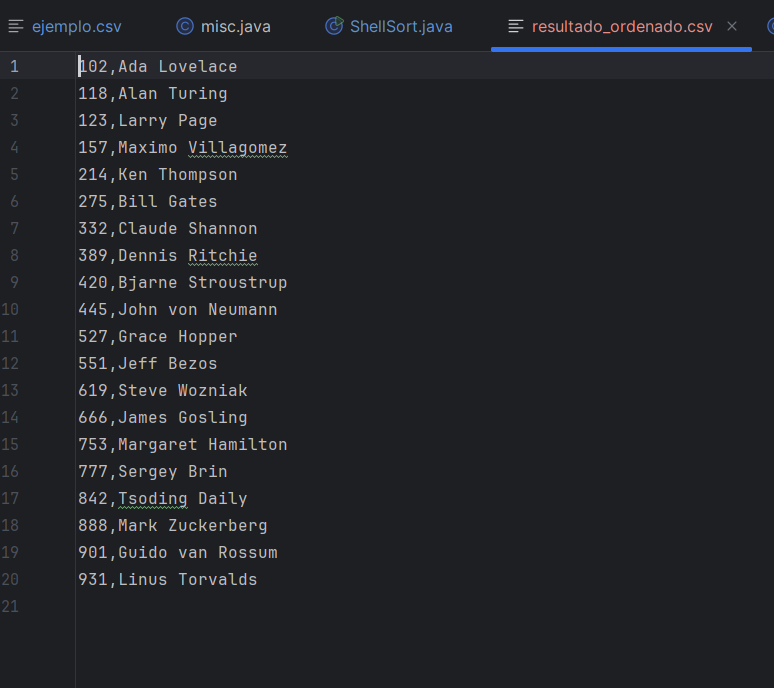 ejemplo.csv misc.java ShellSort.java resultado_ordenado.csv
1 102,Ada Lovelace
2 118,Alan Turing
3 123,Larry Page
4 157,Maximo Villagomez
5 214,Ken Thompson
6 275,Bill Gates
7 332,Claude Shannon
8 389,Dennis Ritchie
9 420,Bjarne Stroustrup
10 445,John von Neumann
11 527,Grace Hopper
12 551,Jeff Bezos
13 619,Steve Wozniak
14 666,James Gosling
15 753,Margaret Hamilton
16 777,Sergey Brin
17 842,Tsoding Daily
18 888,Mark Zuckerberg
19 901,Guido van Rossum
20 931,Linus Torvalds
21